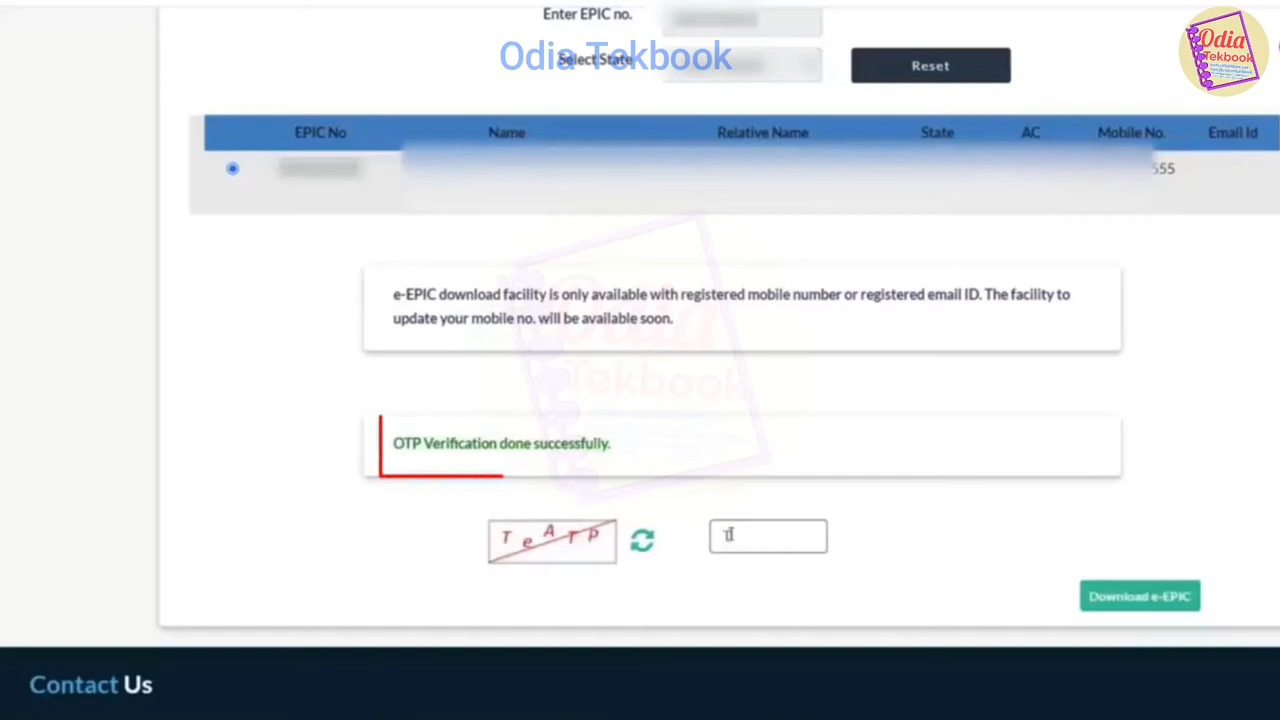 Enter EPIC no.
Odia Tekbook
Select State
Reset
Odia
Tekbook
EPIC No Name Relative Name State AC Mobile No. Email Id
555
e-EPIC download facility is only available with registered mobile number or registered email ID. The facility to
update your mobile no. will be available soon.
Odia
Tekbook
OTP Verification done successfully.
T e A T P
Download e-EPIC
Contact Us